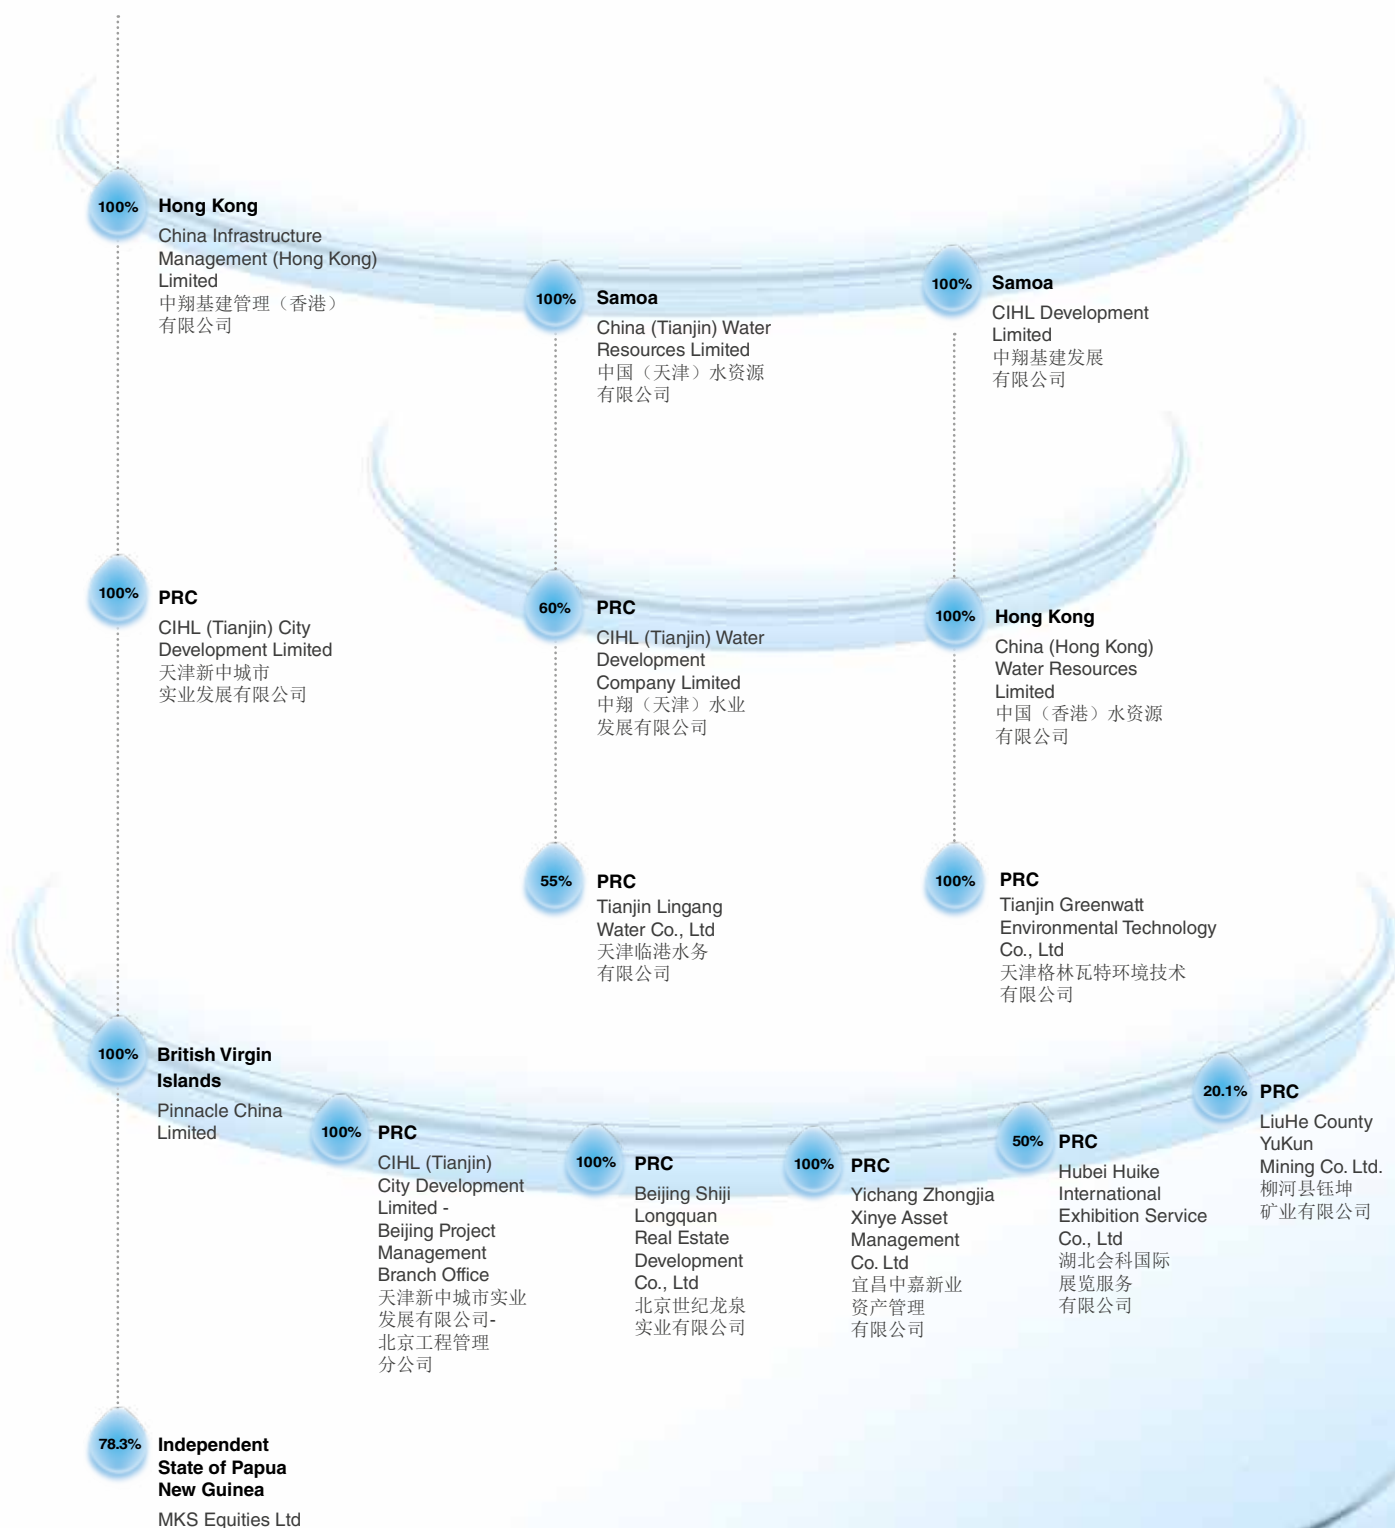 100%
Hong Kong
China Infrastructure
Management (Hong Kong)
Limited
中翔基建管理（香港）
有限公司
100%
Samoa
China (Tianjin) Water
Resources Limited
中国（天津）水资源
有限公司
100%
Samoa
CIHL Development
Limited
中翔基建发展
有限公司
100%
PRC
CIHL (Tianjin) City
Development Limited
天津新中城市
实业发展有限公司
60%
PRC
CIHL (Tianjin) Water
Development
Company Limited
中翔（天津）水业
发展有限公司
100%
Hong Kong
China (Hong Kong)
Water Resources
Limited
中国（香港）水资源
有限公司
55%
PRC
Tianjin Lingang
Water Co., Ltd
天津临港水务
有限公司
100%
PRC
Tianjin Greenwatt
Environmental Technology
Co., Ltd
天津格林瓦特环境技术
有限公司
100%
British Virgin
Islands
Pinnacle China
Limited
100%
PRC
CIHL (Tianjin)
City Development
Limited -
Beijing Project
Management
Branch Office
天津新中城市实业
发展有限公司-
北京工程管理
分公司
100%
PRC
Beijing Shiji
Longquan
Real Estate
Development
Co., Ltd
北京世纪龙泉
实业有限公司
100%
PRC
Yichang Zhongjia
Xinye Asset
Management
Co. Ltd
宜昌中嘉新业
资产管理
有限公司
50%
PRC
Hubei Huike
International
Exhibition Service
Co., Ltd
湖北会科国际
展览服务
有限公司
20.1%
PRC
LiuHe County
YuKun
Mining Co. Ltd.
柳河县钰坤
矿业有限公司
78.3%
Independent
State of Papua
New Guinea
MKS Equities Ltd